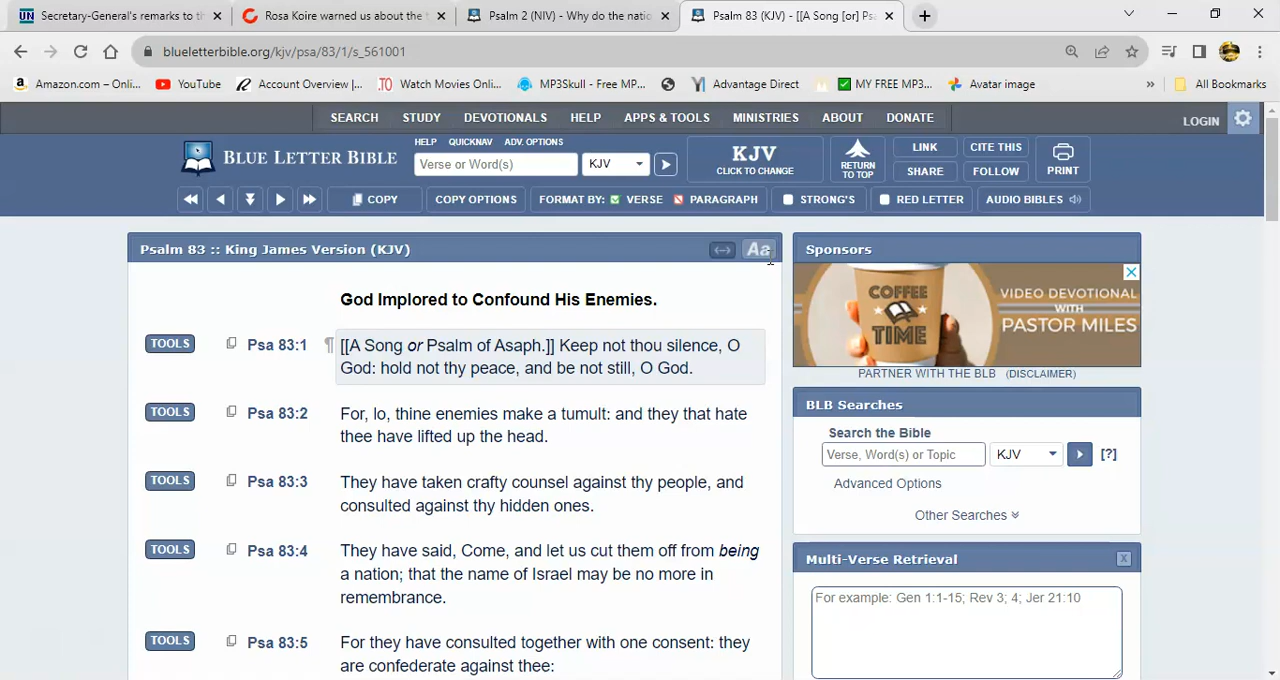 UN Secretary-General's remarks to th Rosa Koire warned us about the Psalm 2 (NIV) - Why do the natio Psalm 83 (KJV) - [[A Song [or] Psa
blueletterbible.org/kjv/psa/83/1/s_561001
Amazon.com – Onli... YouTube Account Overview |... TO Watch Movies Onlin... MP3Skull - Free MP... Advantage Direct MY FREE MP3... Avatar image » All Bookmarks
SEARCH STUDY DEVOTIONALS HELP APPS & TOOLS MINISTRIES ABOUT DONATE LOGIN
HELP QUICKNAV ADV. OPTIONS
BLUE LETTER BIBLE Verse or Word(s) KJV
KJV
CLICK TO CHANGE
RETURN
TO TOP
LINK CITE THIS
SHARE FOLLOW
PRINT
COPY COPY OPTIONS FORMAT BY: VERSE PARAGRAPH STRONG'S RED LETTER AUDIO BIBLES
Psalm 83 :: King James Version (KJV) Aa
God Implored to Confound His Enemies.
TOOLS Psa 83:1 ¶ [[A Song or Psalm of Asaph.]] Keep not thou silence, O
God: hold not thy peace, and be not still, O God.
TOOLS Psa 83:2 For, lo, thine enemies make a tumult: and they that hate
thee have lifted up the head.
TOOLS Psa 83:3 They have taken crafty counsel against thy people, and
consulted against thy hidden ones.
TOOLS Psa 83:4 They have said, Come, and let us cut them off from being
a nation; that the name of Israel may be no more in
remembrance.
TOOLS Psa 83:5 For they have consulted together with one consent: they
are confederate against thee:
Sponsors
COFFEE
TIME
VIDEO DEVOTIONAL
WITH
PASTOR MILES
PARTNER WITH THE BLB (DISCLAIMER)
BLB Searches
Search the Bible
Verse, Word(s) or Topic KJV [?]
Advanced Options
Other Searches
Multi-Verse Retrieval x
For example: Gen 1:1-15; Rev 3; 4; Jer 21:10